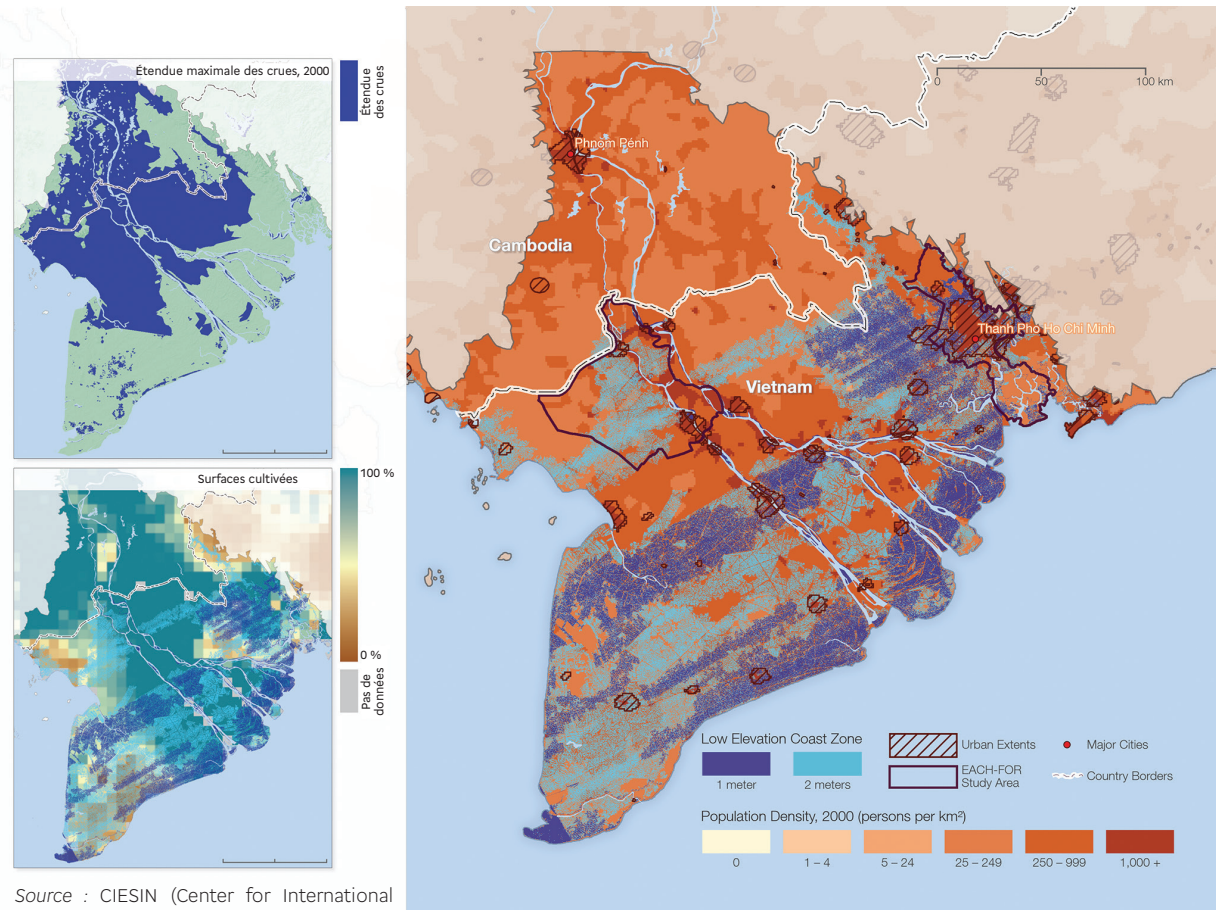 Étendue maximale des crues, 2000
Étendue
des crues
Surfaces cultivées
100 %
0 %
Pas de
données
Source : CIESIN (Center for International
0
50
100 km
Phnom Pénh
Cambodia
Thanh Pho Ho Chi Minh
Vietnam
Low Elevation Coast Zone
1 meter
2 meters
Urban Extents
EACH-FOR
Study Area
Major Cities
Country Borders
Population Density, 2000 (persons per km²)
0
1 – 4
5 – 24
25 – 249
250 – 999
1,000 +